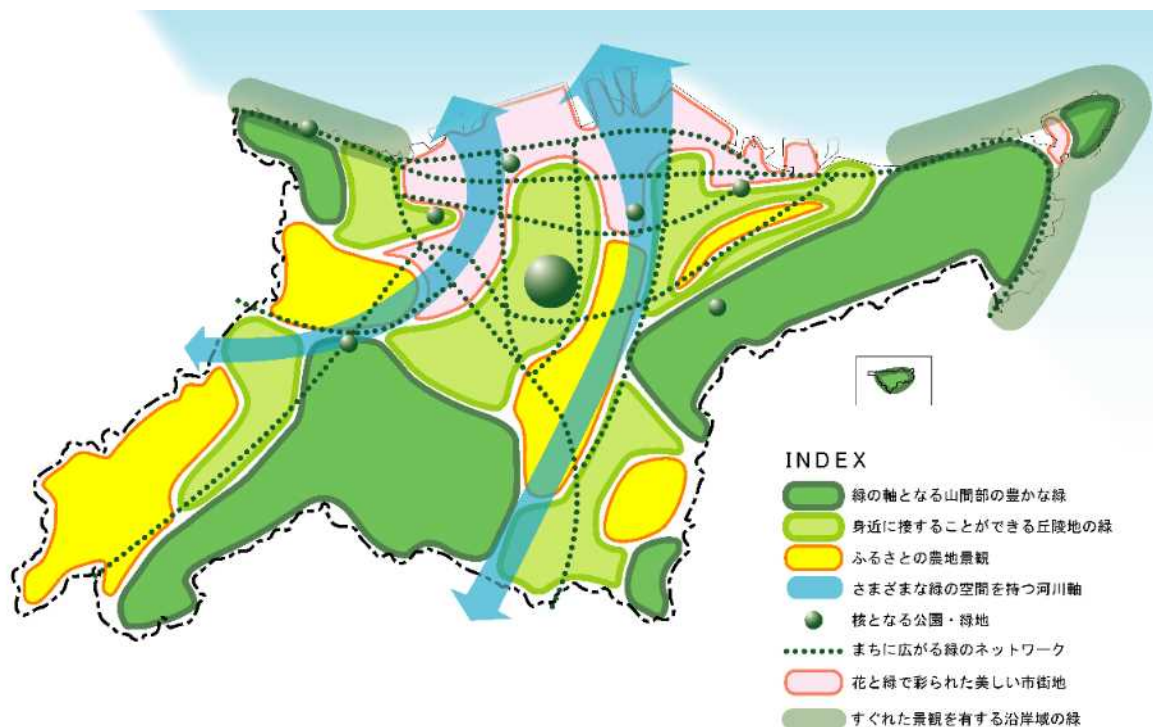 INDEX
緑の軸となる山間部の豊かな緑
身近に接することができる丘陵地の緑
ふるさとの農地景観
さまざまな緑の空間を持つ河川軸
核となる公園・緑地
まちに広がる緑のネットワーク
花と緑で彩られた美しい市街地
すぐれた景観を有する沿岸域の緑